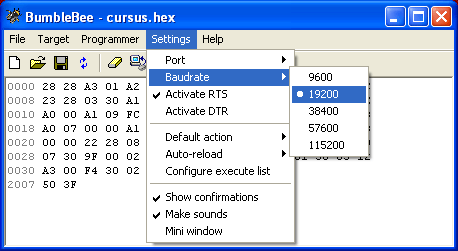 BumbleBee - cursus.hex
File Target Programmer Settings Help
Port
Baudrate
Activate RTS
Activate DTR
Default action
Auto-reload
Configure execute list
Show confirmations
Make sounds
Mini window
9600
19200
38400
57600
115200
0000 28 28 A3 01 A2
0008 23 28 03 30 A1
0010 A0 00 A1 09 FC
0018 A0 07 00 00 A1
0020 00 00 22 28 08
0028 07 30 9F 00 02
0030 A3 00 F4 30 02
2007 50 3F